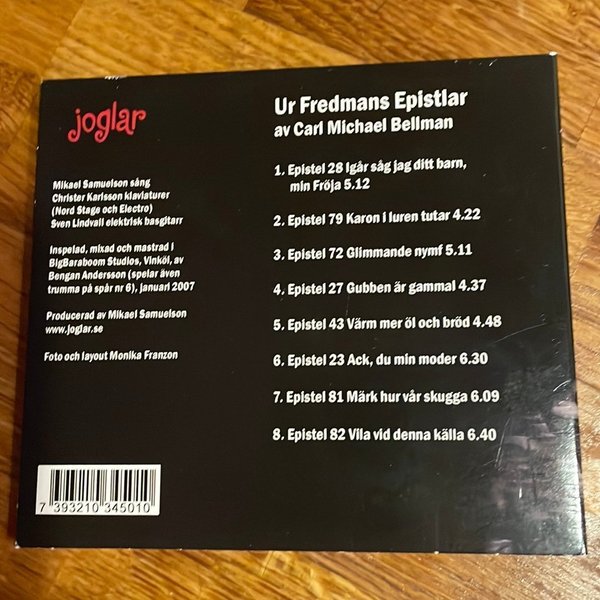 joglar
Mikael Samuelson sång
Christer Karlsson klaviaturer
(Nord Stage och Electro)
Sven Lindvall elektrisk basgitarr
Inspelad, mixad och mastrad i
BigBaraboom Studios, Vinköl, av
Bengan Andersson (spelar även
trumma på spår nr 6), januari 2007
Producerad av Mikael Samuelson
www.joglar.se
Foto och layout Monika Franzon
7 393210 345010
Ur Fredmans Epistlar
av Carl Michael Bellman
1. Epistel 28 Igår såg jag ditt barn,
min Fröja 5.12
2. Epistel 79 Karon i luren tutar 4.22
3. Epistel 72 Glimmande nymf 5.11
4. Epistel 27 Gubben är gammal 4.37
5. Epistel 43 Värm mer öl och bröd 4.48
6. Epistel 23 Ack, du min moder 6.30
7. Epistel 81 Märk hur vår skugga 6.09
8. Epistel 82 Vila vid denna källa 6.40